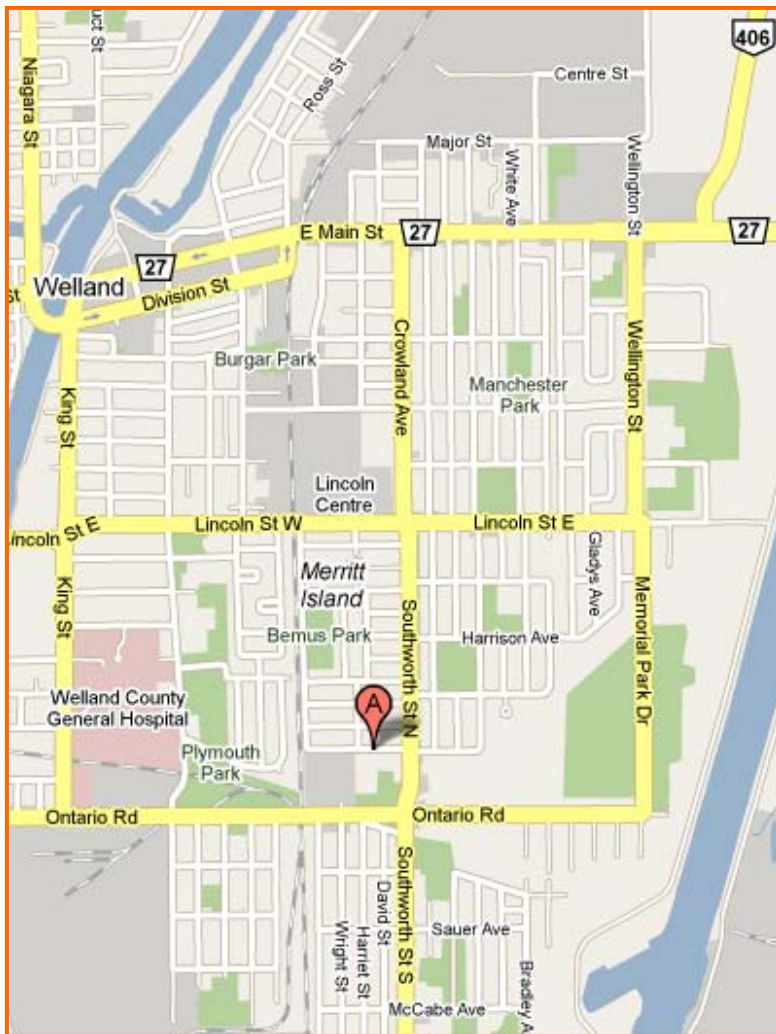 uct St
406
Niagara St
Ross St
Centre St
Major St
White Ave
Wellington St
E Main St
27
27
27
Welland
St
Division St
Crowland Ave
Wellington St
Burgar Park
Manchester
Park
King St
Lincoln
Centre
incoln St E
Lincoln St W
Lincoln St E
Gladys Ave
Merritt
Island
King St
Southworth St N
Memorial Park Dr
Bemus Park
Harrison Ave
Welland County
General Hospital
A
Plymouth
Park
Ontario Rd
Ontario Rd
Southworth St S
David St
Harriet St
Wright St
Sauer Ave
Bradley A
McCabe Ave